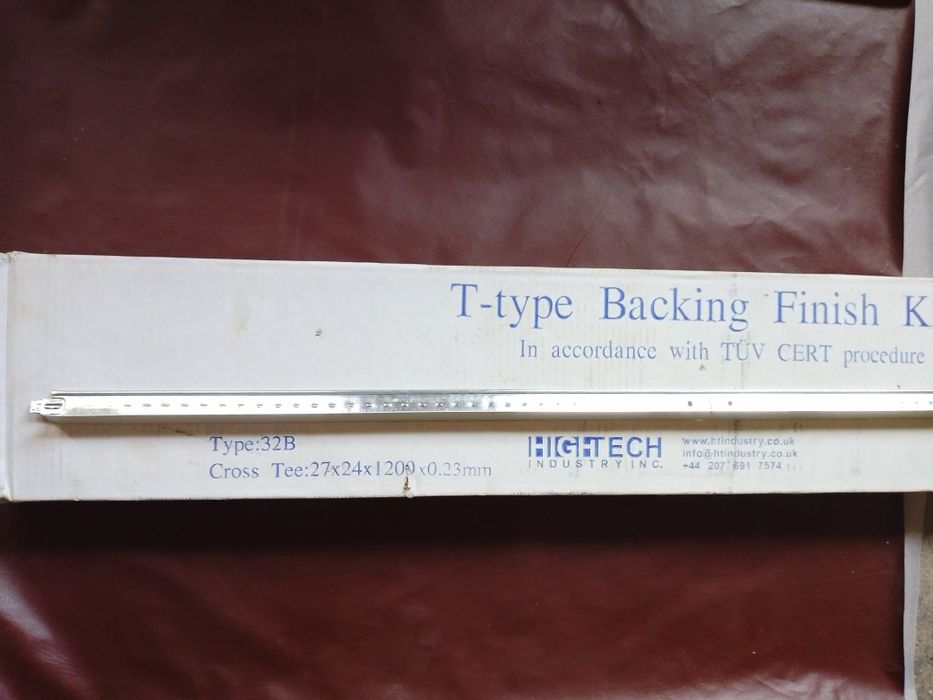 T-type Backing Finish K
In accordance with TÜV CERT procedure
Type:32B
Cross Tee:27x24x1200x0.23mm
HIGHTECH
INDUSTRY INC.
www.htindustry.co.uk
info@htindustry.co.uk
+44 207 691 7574